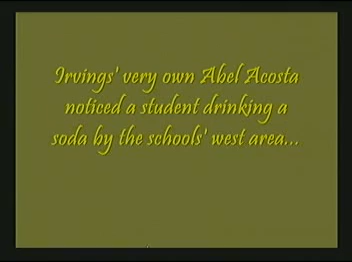 Irvings' very own Abel Acosta
noticed a student drinking a
soda by the schools' west area...